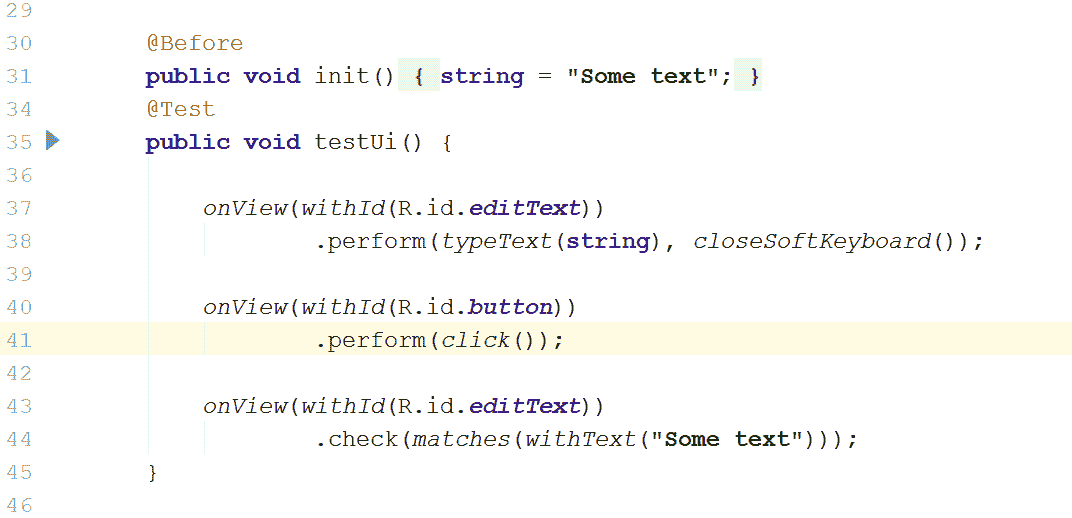 29
30 @Before
31 public void init() { string = "Some text"; }
34 @Test
35 public void testUi() {
36
37 onView(withId(R.id.editText))
38 .perform(typeText(string), closeSoftKeyboard());
39
40 onView(withId(R.id.button))
41 .perform(click());
42
43 onView(withId(R.id.editText))
44 .check(matches(withText("Some text")));
45 }
46